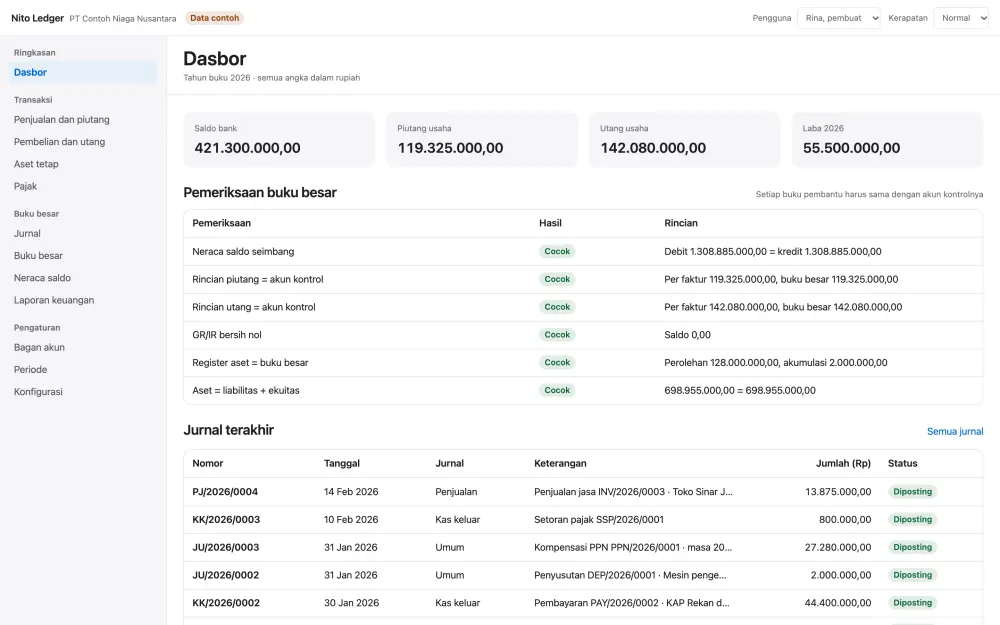 Nito Ledger PT Contoh Niaga Nusantara Data contoh Pengguna Rina, pembuat Kerapatan Normal
Ringkasan
Dasbor
Transaksi
Penjualan dan piutang
Pembelian dan utang
Aset tetap
Pajak
Buku besar
Jurnal
Buku besar
Neraca saldo
Laporan keuangan
Pengaturan
Bagan akun
Periode
Konfigurasi
Dasbor
Tahun buku 2026 · semua angka dalam rupiah
Saldo bank
421.300.000,00
Piutang usaha
119.325.000,00
Utang usaha
142.080.000,00
Laba 2026
55.500.000,00
Pemeriksaan buku besar
Setiap buku pembantu harus sama dengan akun kontrolnya
Pemeriksaan Hasil Rincian
Neraca saldo seimbang Cocok Debit 1.308.885.000,00 = kredit 1.308.885.000,00
Rincian piutang = akun kontrol Cocok Per faktur 119.325.000,00, buku besar 119.325.000,00
Rincian utang = akun kontrol Cocok Per faktur 142.080.000,00, buku besar 142.080.000,00
GR/IR bersih nol Cocok Saldo 0,00
Register aset = buku besar Cocok Perolehan 128.000.000,00, akumulasi 2.000.000,00
Aset = liabilitas + ekuitas Cocok 698.955.000,00 = 698.955.000,00
Jurnal terakhir
Semua jurnal
Nomor Tanggal Jurnal Keterangan Jumlah (Rp) Status
PJ/2026/0004 14 Feb 2026 Penjualan Penjualan jasa INV/2026/0003 · Toko Sinar J... 13.875.000,00 Diposting
KK/2026/0003 10 Feb 2026 Kas keluar Setoran pajak SSP/2026/0001 800.000,00 Diposting
JU/2026/0003 31 Jan 2026 Umum Kompensasi PPN PPN/2026/0001 · masa 20... 27.280.000,00 Diposting
JU/2026/0002 31 Jan 2026 Umum Penyusutan DEP/2026/0001 · Mesin penge... 2.000.000,00 Diposting
KK/2026/0002 30 Jan 2026 Kas keluar Pembayaran PAY/2026/0002 · KAP Rekan d... 44.400.000,00 Diposting